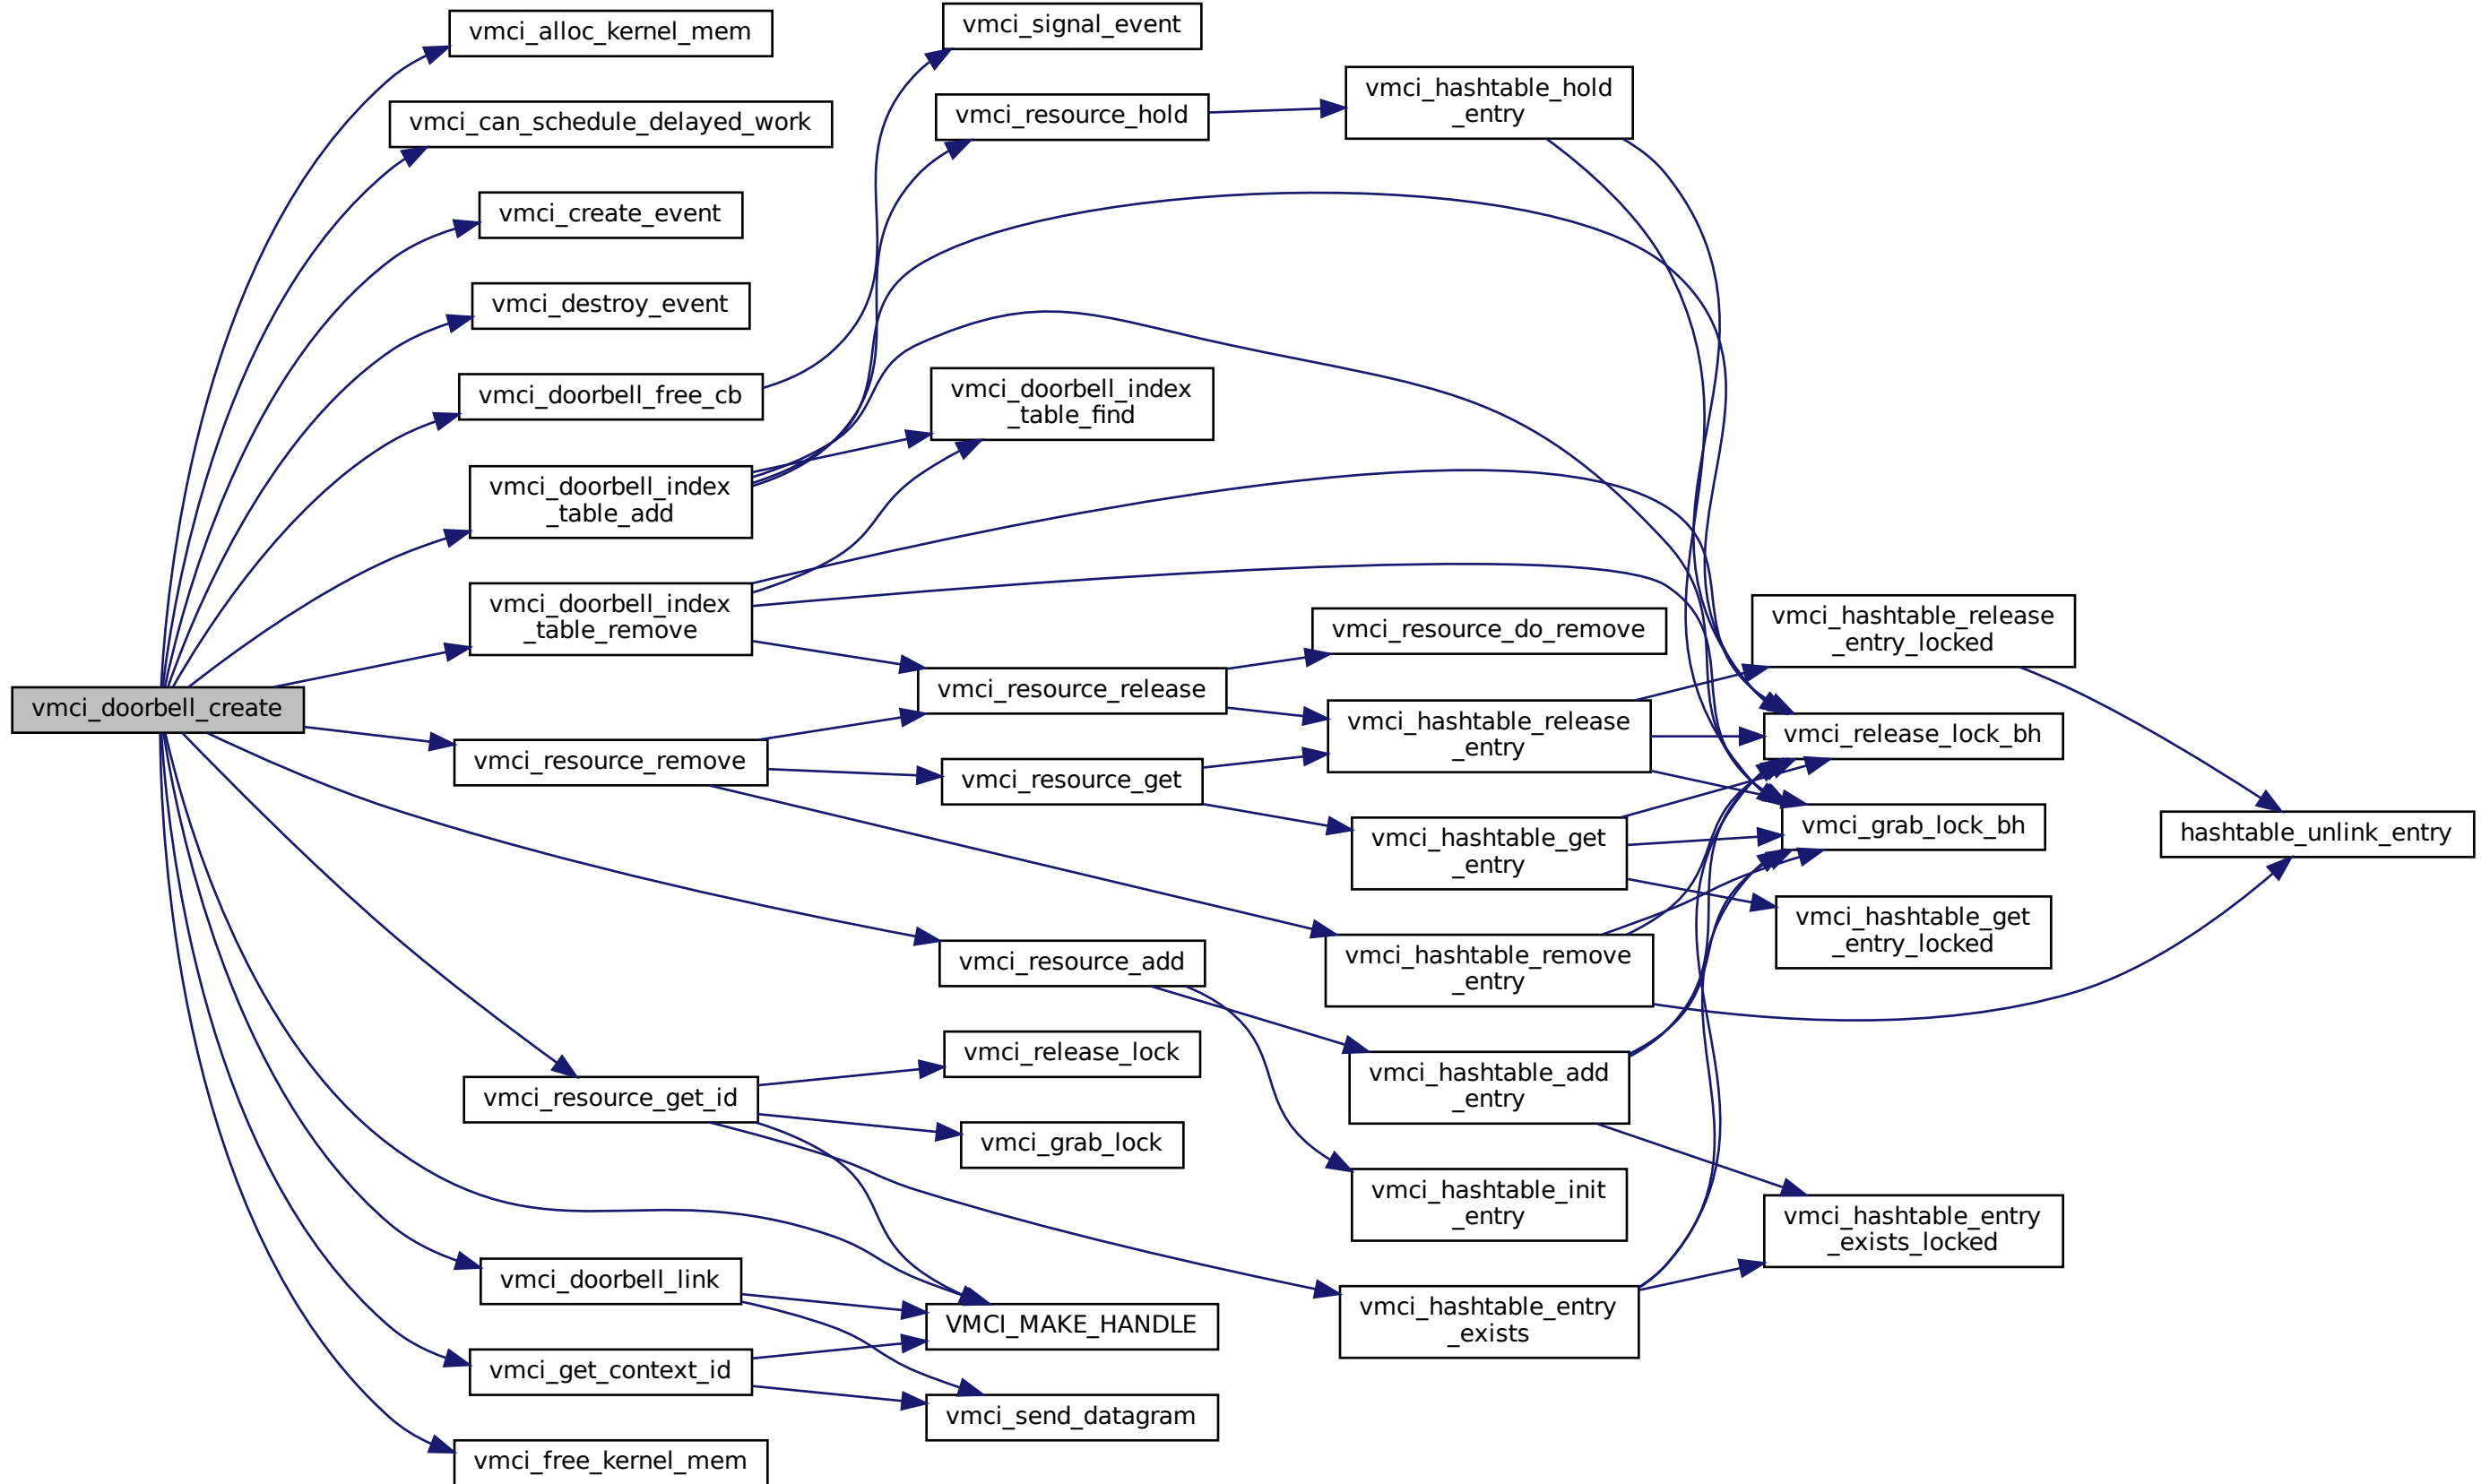 vmci_doorbell_create
vmci_alloc_kernel_mem
vmci_can_schedule_delayed_work
vmci_create_event
vmci_destroy_event
vmci_doorbell_free_cb
vmci_doorbell_index
_table_add
vmci_doorbell_index
_table_remove
vmci_resource_remove
vmci_resource_get_id
vmci_doorbell_link
vmci_get_context_id
vmci_free_kernel_mem
vmci_signal_event
vmci_resource_hold
vmci_doorbell_index
_table_find
vmci_resource_release
vmci_resource_get
vmci_resource_add
vmci_release_lock
vmci_grab_lock
VMCI_MAKE_HANDLE
vmci_send_datagram
vmci_hashtable_hold
_entry
vmci_resource_do_remove
vmci_hashtable_release
_entry
vmci_hashtable_get
_entry
vmci_hashtable_remove
_entry
vmci_hashtable_add
_entry
vmci_hashtable_init
_entry
vmci_hashtable_entry
_exists
vmci_hashtable_release
_entry_locked
vmci_release_lock_bh
vmci_grab_lock_bh
vmci_hashtable_get
_entry_locked
vmci_hashtable_entry
_exists_locked
hashtable_unlink_entry